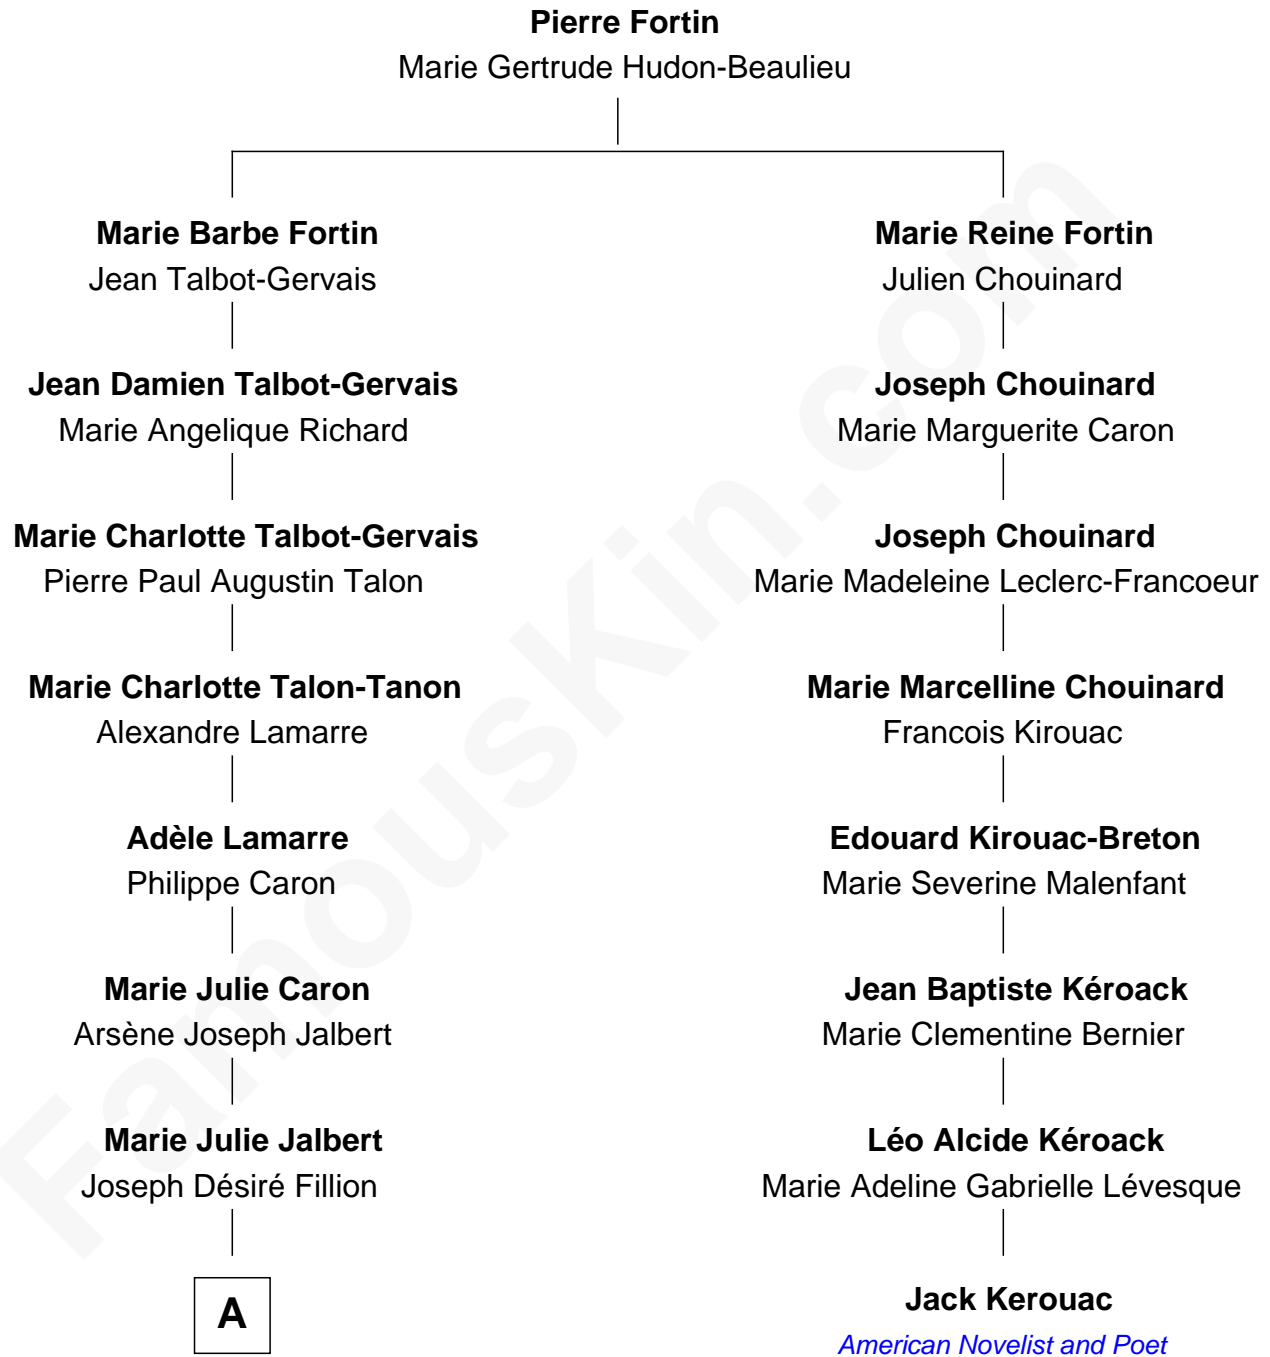 Pierre Fortin
Marie Gertrude Hudon-Beaulieu
Marie Barbe Fortin
Jean Talbot-Gervais
Marie Reine Fortin
Julien Chouinard
Jean Damien Talbot-Gervais
Marie Angelique Richard
Joseph Chouinard
Marie Marguerite Caron
Marie Charlotte Talbot-Gervais
Pierre Paul Augustin Talon
Joseph Chouinard
Marie Madeleine Leclerc-Francoeur
Marie Charlotte Talon-Tanon
Alexandre Lamarre
Marie Marcelline Chouinard
Francois Kirouac
Adèle Lamarre
Philippe Caron
Edouard Kirouac-Breton
Marie Severine Malenfant
Marie Julie Caron
Arsène Joseph Jalbert
Jean Baptiste Kéroack
Marie Clementine Bernier
Marie Julie Jalbert
Joseph Désiré Fillion
Léo Alcide Kéroack
Marie Adeline Gabrielle Lévesque
A
Jack Kerouac
American Novelist and Poet
FamousKin.com